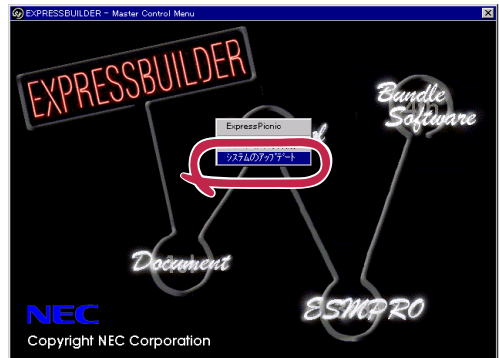 EXPRESSBUILDER - Master Control Menu
EXPRESSBUILDER
Bundle
Software
ExpressPicnic
システムのアップデート
Document
ESMPRO
NEC
Copyright NEC Corporation